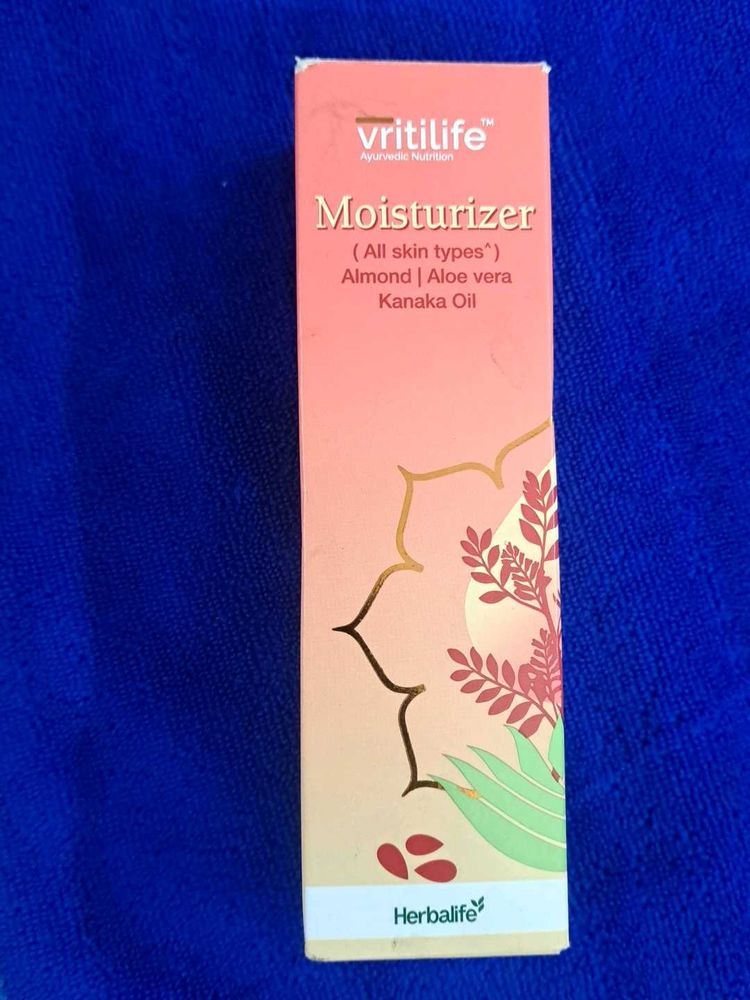 vritilife™
Ayurvedic Nutrition
Moisturizer
( All skin types^ )
Almond | Aloe vera
Kanaka Oil
Herbalife